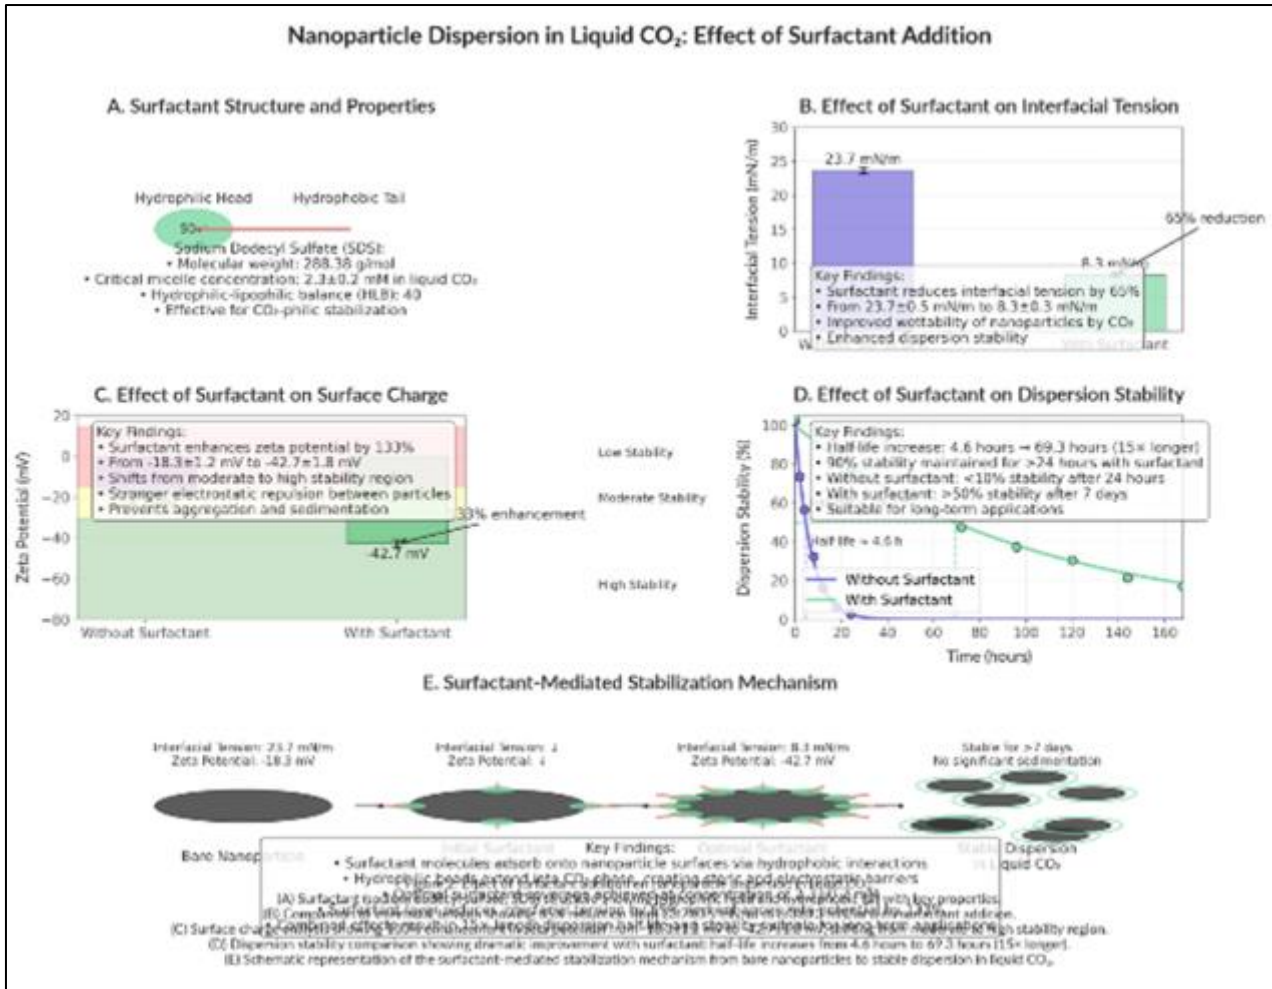 Nanoparticle Dispersion in Liquid CO₂: Effect of Surfactant Addition
A. Surfactant Structure and Properties
Hydrophilic Head
Hydrophobic Tail
Sodium Dodecyl Sulfate (SDS):
• Molecular weight: 288.38 g/mol
• Critical micelle concentration: 2.3±0.2 mM in liquid CO₂
• Hydrophilic-lipophilic balance (HLB): 40
• Effective for CO₂-philic stabilization
B. Effect of Surfactant on Interfacial Tension
Interfacial Tension (mN/m)
30
25
20
15
10
5
0
23.7 mN/m
65% reduction
8.3 mN/m
Key Findings:
• Surfactant reduces interfacial tension by 65%
• From 23.7±0.5 mN/m to 8.3±0.3 mN/m
• Improved wettability of nanoparticles by CO₂
• Enhanced dispersion stability
C. Effect of Surfactant on Surface Charge
Zeta Potential (mV)
20
0
−20
−40
−60
−80
Key Findings:
• Surfactant enhances zeta potential by 133%
• From -18.3±1.2 mV to -42.7±1.8 mV
• Shifts from moderate to high stability region
• Stronger electrostatic repulsion between particles
• Prevents aggregation and sedimentation
33% enhancement
-42.7 mV
Without Surfactant
With Surfactant
Low Stability
Moderate Stability
High Stability
D. Effect of Surfactant on Dispersion Stability
Dispersion Stability (%)
100
80
60
40
20
0
Key Findings:
• Half-life increase: 4.6 hours → 69.3 hours (15× longer)
• 90% stability maintained for >24 hours with surfactant
• Without surfactant: <10% stability after 24 hours
• With surfactant: >50% stability after 7 days
• Suitable for long-term applications
Half-life = 4.6 h
Without Surfactant
With Surfactant
0 20 40 60 80 100 120 140 160
Time (hours)
E. Surfactant-Mediated Stabilization Mechanism
Interfacial Tension: 23.7 mN/m
Zeta Potential: -18.3 mV
Interfacial Tension: ↓
Zeta Potential: ↓
Interfacial Tension: 8.3 mN/m
Zeta Potential: -42.7 mV
Stable for >7 days
No significant sedimentation
Bare
Dispersion
Liquid CO₂
Key Findings:
• Surfactant molecules adsorb onto nanoparticle surfaces via hydrophobic interactions
(D) Dispersion stability comparison showing dramatic improvement with surfactant: half-life increases from 4.6 hours to 69.3 hours (15× longer).
(E) Schematic representation of the surfactant-mediated stabilization mechanism from bare nanoparticles to stable dispersion in liquid CO₂.